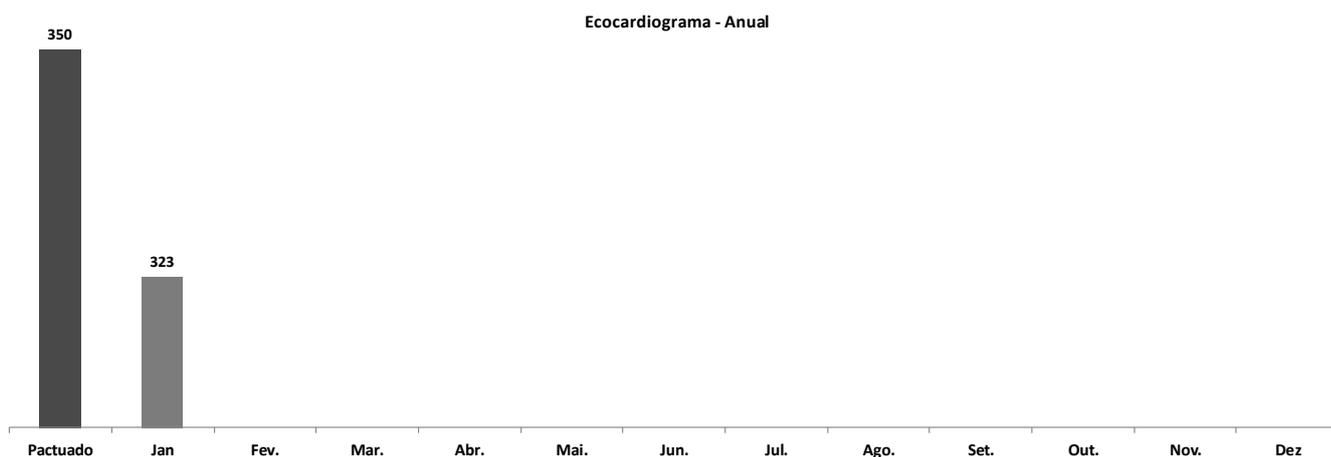 Ecocardiograma - Anual
350
323
Pactuado Jan Fev. Mar. Abr. Mai. Jun. Jul. Ago. Set. Out. Nov. Dez